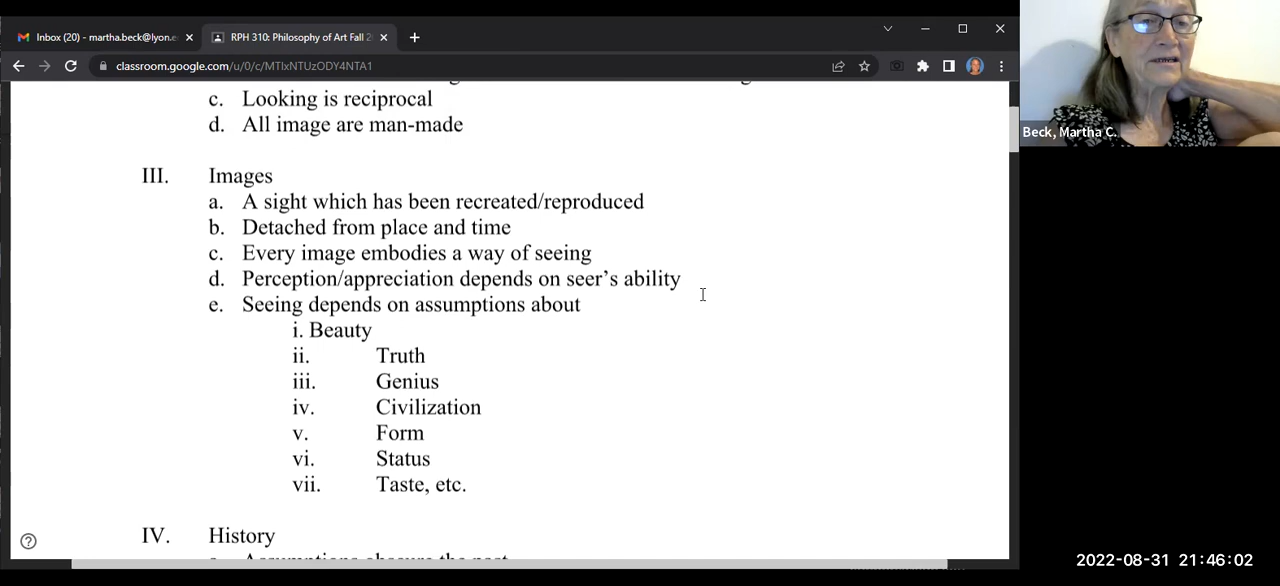 Inbox (20) - martha.beck@lyon.e
RPH 310: Philosophy of Art Fall 2
classroom.google.com/u/0/c/MTIxNTUzODY4NTA1
c. Looking is reciprocal
d. All image are man-made
Beck, Martha C.
III. Images
a. A sight which has been recreated/reproduced
b. Detached from place and time
c. Every image embodies a way of seeing
d. Perception/appreciation depends on seer's ability
e. Seeing depends on assumptions about
i. Beauty
ii. Truth
iii. Genius
iv. Civilization
v. Form
vi. Status
vii. Taste, etc.
IV. History
a. Assumptions obscure the past
2022-08-31 21:46:02